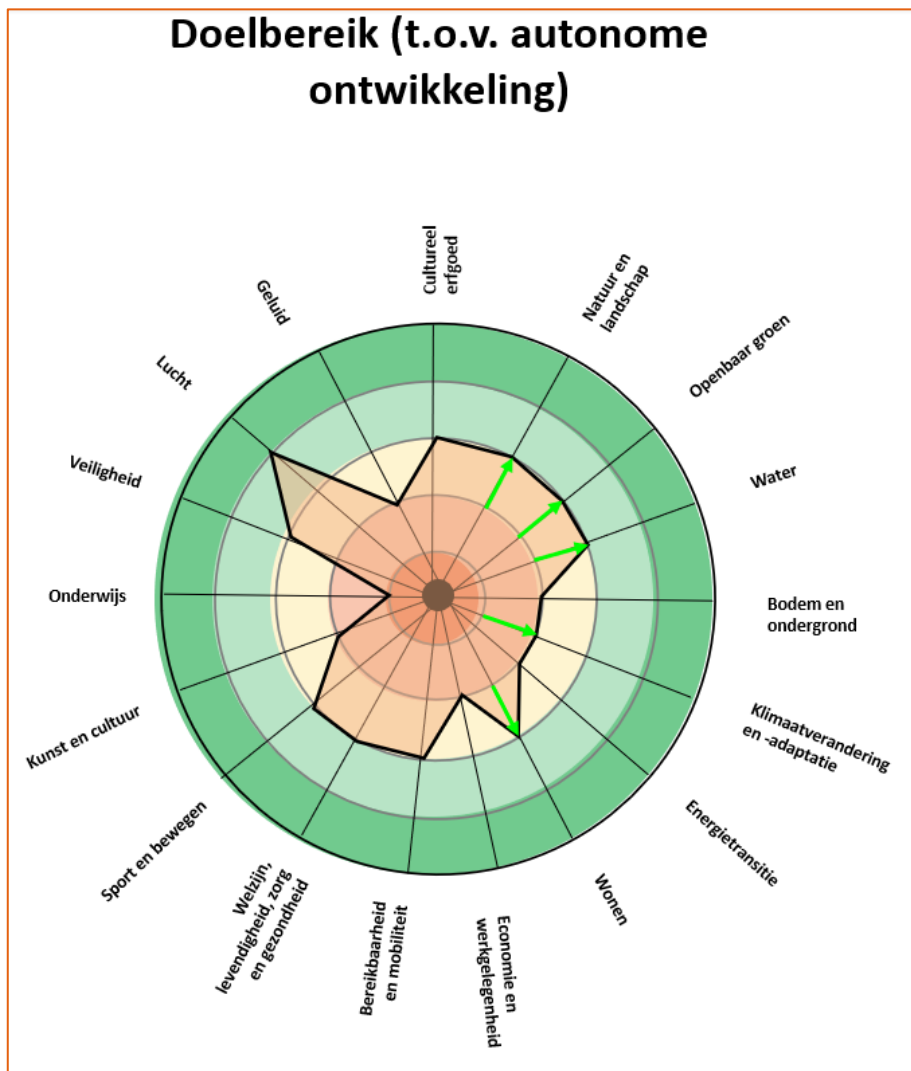 Doelbereik (t.o.v. autonome
ontwikkeling)
Cultureel
erfgoed
Natuur en
landschap
Openbaar groen
Water
Bodem en
ondergrond
Klimaatverandering
en -adaptatie
Energietransitie
Wonen
Economie en
werkgelegenheid
Bereikbaarheid
en mobiliteit
Welzijn,
levendigheid, zorg
en gezondheid
Sport en bewegen
Kunst en cultuur
Onderwijs
Veiligheid
Lucht
Geluid